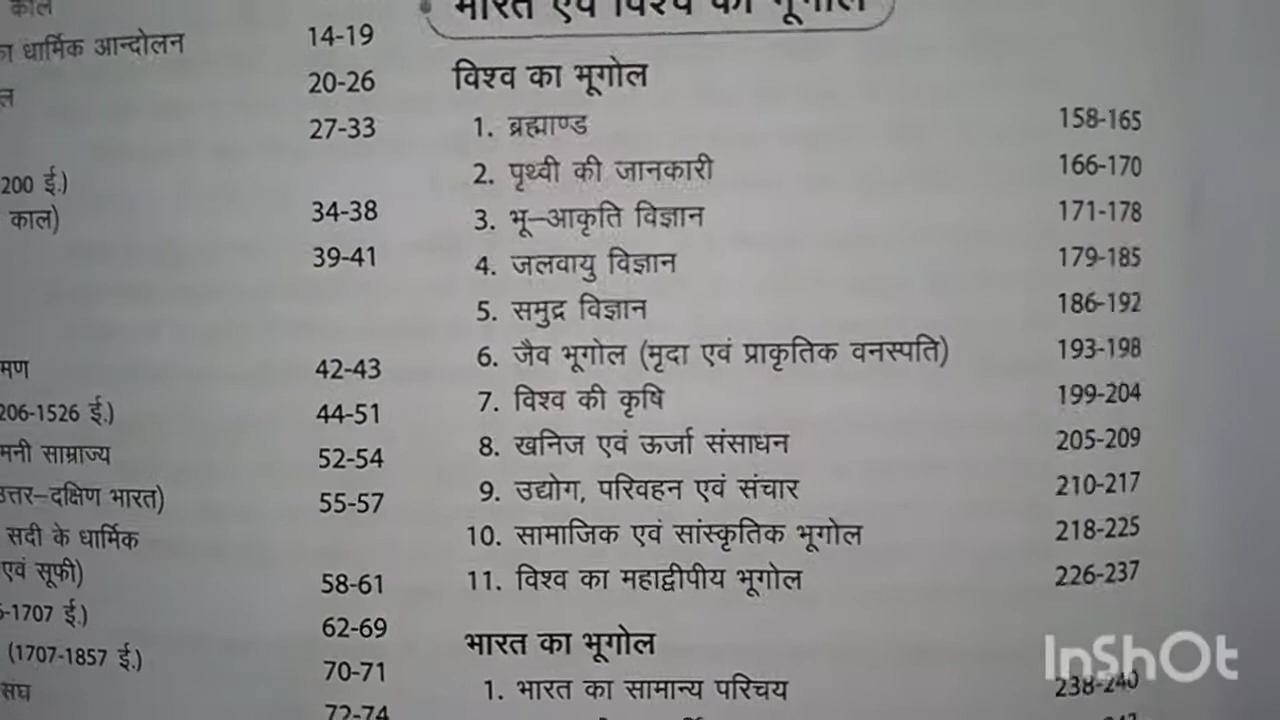 काल
का धार्मिक आन्दोलन 14-19
ल 20-26
27-33
200 ई.)
काल) 34-38
39-41
मण 42-43
206-1526 ई.) 44-51
मनी साम्राज्य 52-54
उत्तर–दक्षिण भारत) 55-57
सदी के धार्मिक
एवं सूफी) 58-61
-1707 ई.) 62-69
(1707-1857 ई.) 70-71
संघ 72-74
भारत एवं विश्व का भूगोल
विश्व का भूगोल
1. ब्रह्माण्ड 158-165
2. पृथ्वी की जानकारी 166-170
3. भू–आकृति विज्ञान 171-178
4. जलवायु विज्ञान 179-185
5. समुद्र विज्ञान 186-192
6. जैव भूगोल (मृदा एवं प्राकृतिक वनस्पति) 193-198
7. विश्व की कृषि 199-204
8. खनिज एवं ऊर्जा संसाधन 205-209
9. उद्योग, परिवहन एवं संचार 210-217
10. सामाजिक एवं सांस्कृतिक भूगोल 218-225
11. विश्व का महाद्वीपीय भूगोल 226-237
भारत का भूगोल
1. भारत का सामान्य परिचय 238-240
InShOt